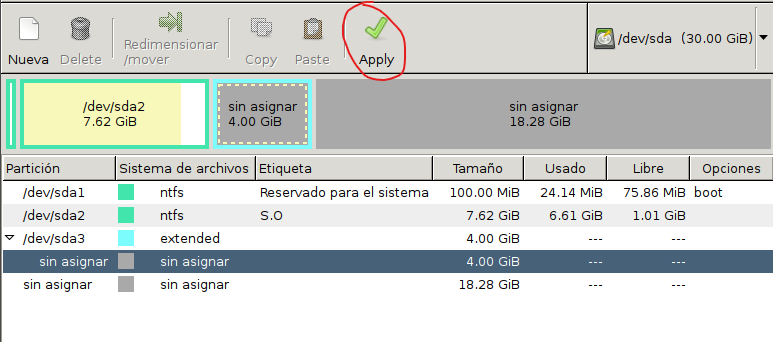 Nueva Delete Redimensionar /mover Copy Paste Apply /dev/sda (30.00 GiB)
/dev/sda2
7.62 GiB
sin asignar
4.00 GiB
sin asignar
18.28 GiB
Partición Sistema de archivos Etiqueta Tamaño Usado Libre Opciones
/dev/sda1 ntfs Reservado para el sistema 100.00 MiB 24.14 MiB 75.86 MiB boot
/dev/sda2 ntfs S.O 7.62 GiB 6.61 GiB 1.01 GiB
/dev/sda3 extended 4.00 GiB --- ---
sin asignar sin asignar 4.00 GiB --- ---
sin asignar sin asignar 18.28 GiB --- ---